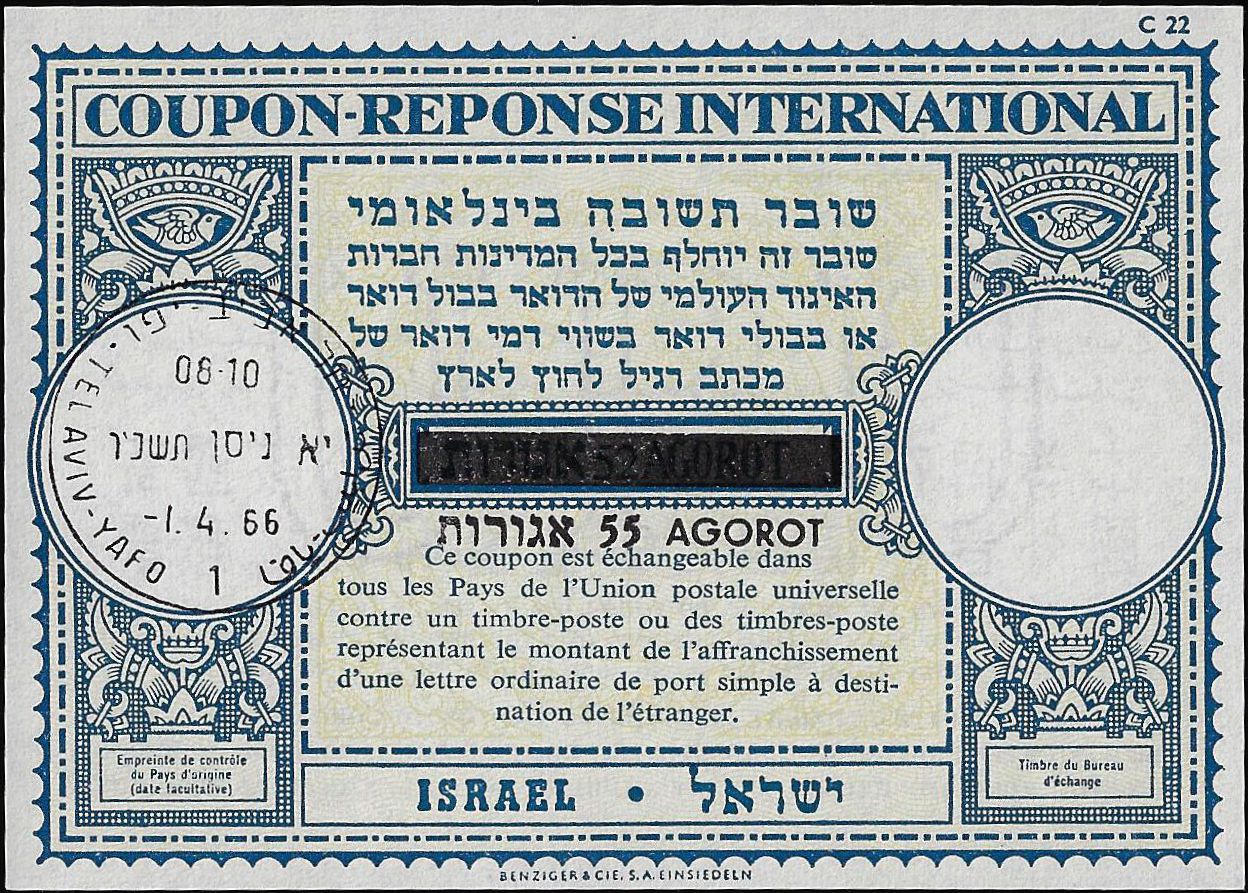 C 22
COUPON-REPONSE INTERNATIONAL
שובר תשובה בינלאומי
שובר זה יוחלף בכל המדינות חברות
האיגוד העולמי של הדואר בבול דואר
או בבולי דואר בשווי דמי דואר של
מכתב רגיל לחוץ לארץ
08-10
יא ניסן תשכ״ו
-1. 4. 66
TEL AVIV-YAFO 1
אגורות 52 AGOROT
אגורות 55 AGOROT
Ce coupon est échangeable dans
tous les Pays de l'Union postale universelle
contre un timbre-poste ou des timbres-poste
représentant le montant de l'affranchissement
d'une lettre ordinaire de port simple à desti-
nation de l'étranger.
Empreinte de contrôle
du Pays d'origine
(date facultative)
Timbre du Bureau
d'échange
ISRAEL • ישראל
BENZIGER & CIE, S.A. EINSIEDELN